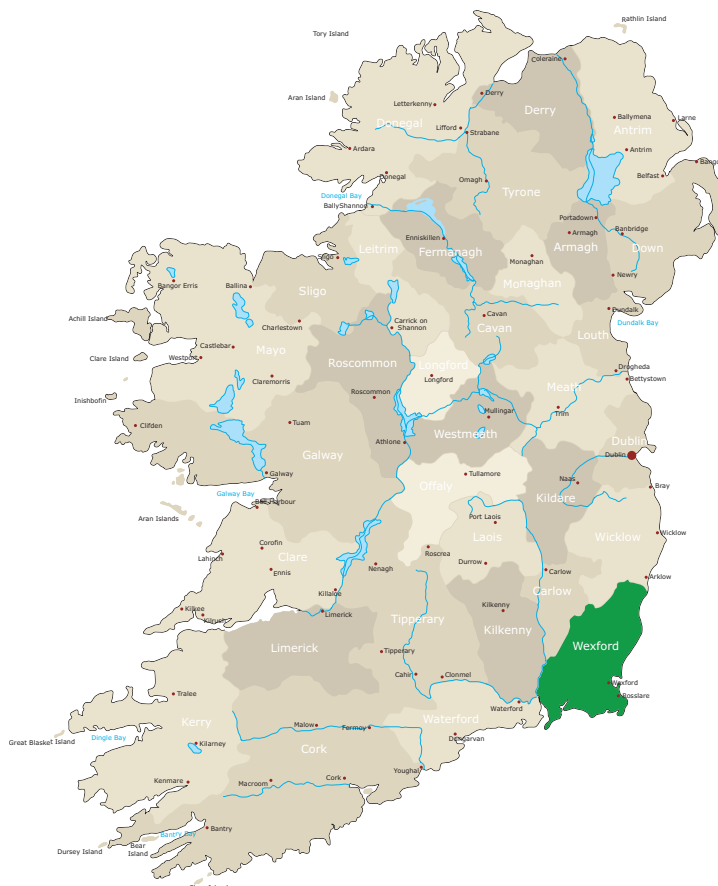 Rathlin Island
Tory Island
Coleraine
Aran Island
Derry
Letterkenny
Derry
Donegal
Lifford
Strabane
Ballymena
Larne
Antrim
Ardara
Antrim
Bango
Donegal
Omagh
Belfast
Tyrone
Donegal Bay
BallyShannon
Portadown
Enniskillen
Armagh
Banbridge
Leitrim
Fermanagh
Armagh
Down
Sligo
Monaghan
Newry
Bangor Erris
Ballina
Sligo
Monaghan
Achill Island
Charlestown
Carrick on
Shannon
Cavan
Cavan
Dundalk
Dundalk Bay
Louth
Castlebar
Mayo
Clare Island
Westport
Roscommon
Longford
Longford
Drogheda
Bettystown
Claremorris
Meath
Inishbofin
Roscommon
Mullingar
Trim
Clifden
Tuam
Westmeath
Athlone
Dublin
Galway
Dublin
Galway
Tullamore
Offaly
Naas
Kildare
Bray
Galway Bay
Bell Harbour
Aran Islands
Port Laois
Laois
Wicklow
Wicklow
Corofin
Lahinch
Clare
Roscrea
Ennis
Nenagh
Durrow
Carlow
Arklow
Killaloe
Carlow
Kilkee
Kilrush
Limerick
Tipperary
Kilkenny
Kilkenny
Limerick
Tipperary
Wexford
Cahir
Clonmel
Wexford
Rosslare
Tralee
Waterford
Kerry
Malow
Fermoy
Waterford
Great Blasket Island
Dingle Bay
Kilarney
Dungarvan
Cork
Youghal
Kenmare
Macroom
Cork
Bantry Bay
Bantry
Dursey Island
Bear
Island